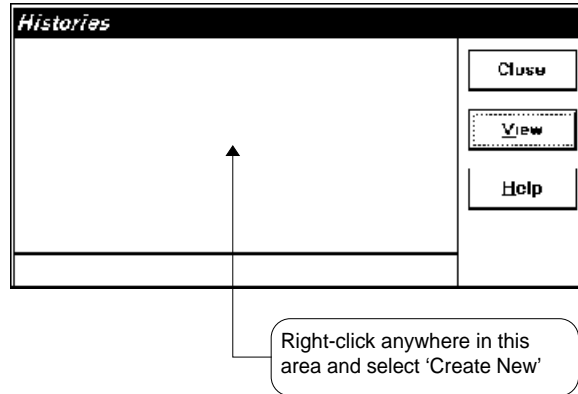 Histories
Close
View
Help
Right-click anywhere in this
area and select ‘Create New’